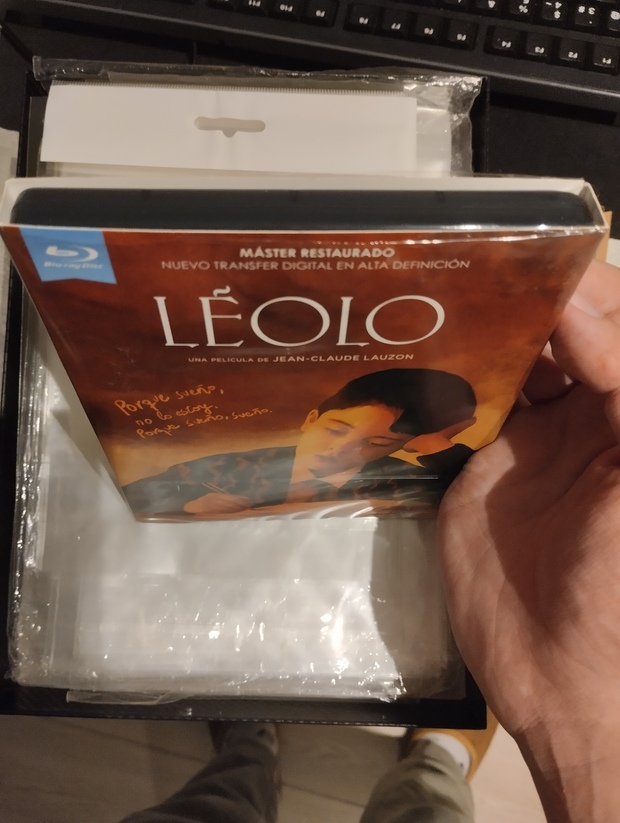 Blu-ray Disc
MÁSTER RESTAURADO
NUEVO TRANSFER DIGITAL EN ALTA DEFINICIÓN
LẼOLO
UNA PELÍCULA DE JEAN-CLAUDE LAUZON
Porque sueño,
no lo estoy.
Porque sueño, sueño.